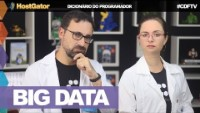 HostGator
DICIONÁRIO DO PROGRAMADOR
#CDFTV
BIG DATA